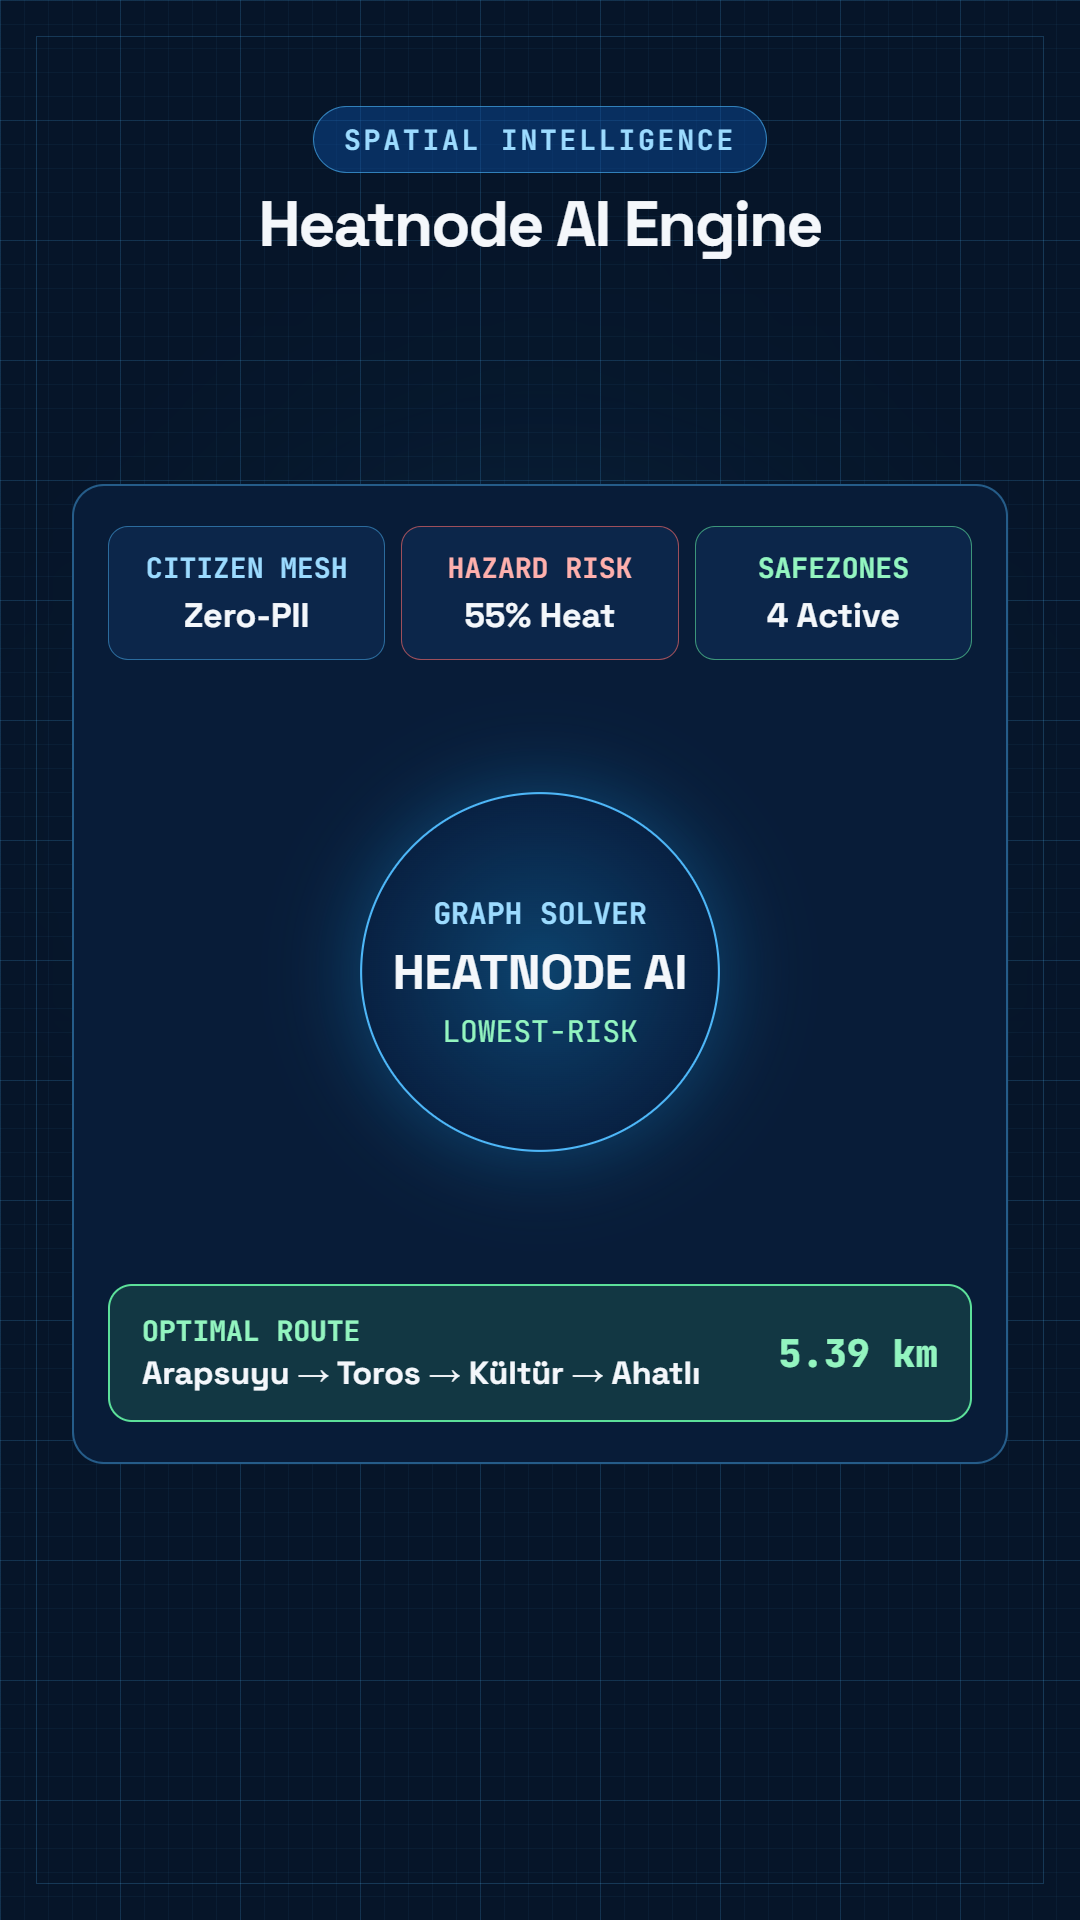 SPATIAL INTELLIGENCE
Heatnode AI Engine
CITIZEN MESH
Zero-PII
HAZARD RISK
55% Heat
SAFEZONES
4 Active
GRAPH SOLVER
HEATNODE AI
LOWEST-RISK
OPTIMAL ROUTE
Arapsuyu → Toros → Kültür → Ahatlı
5.39 km